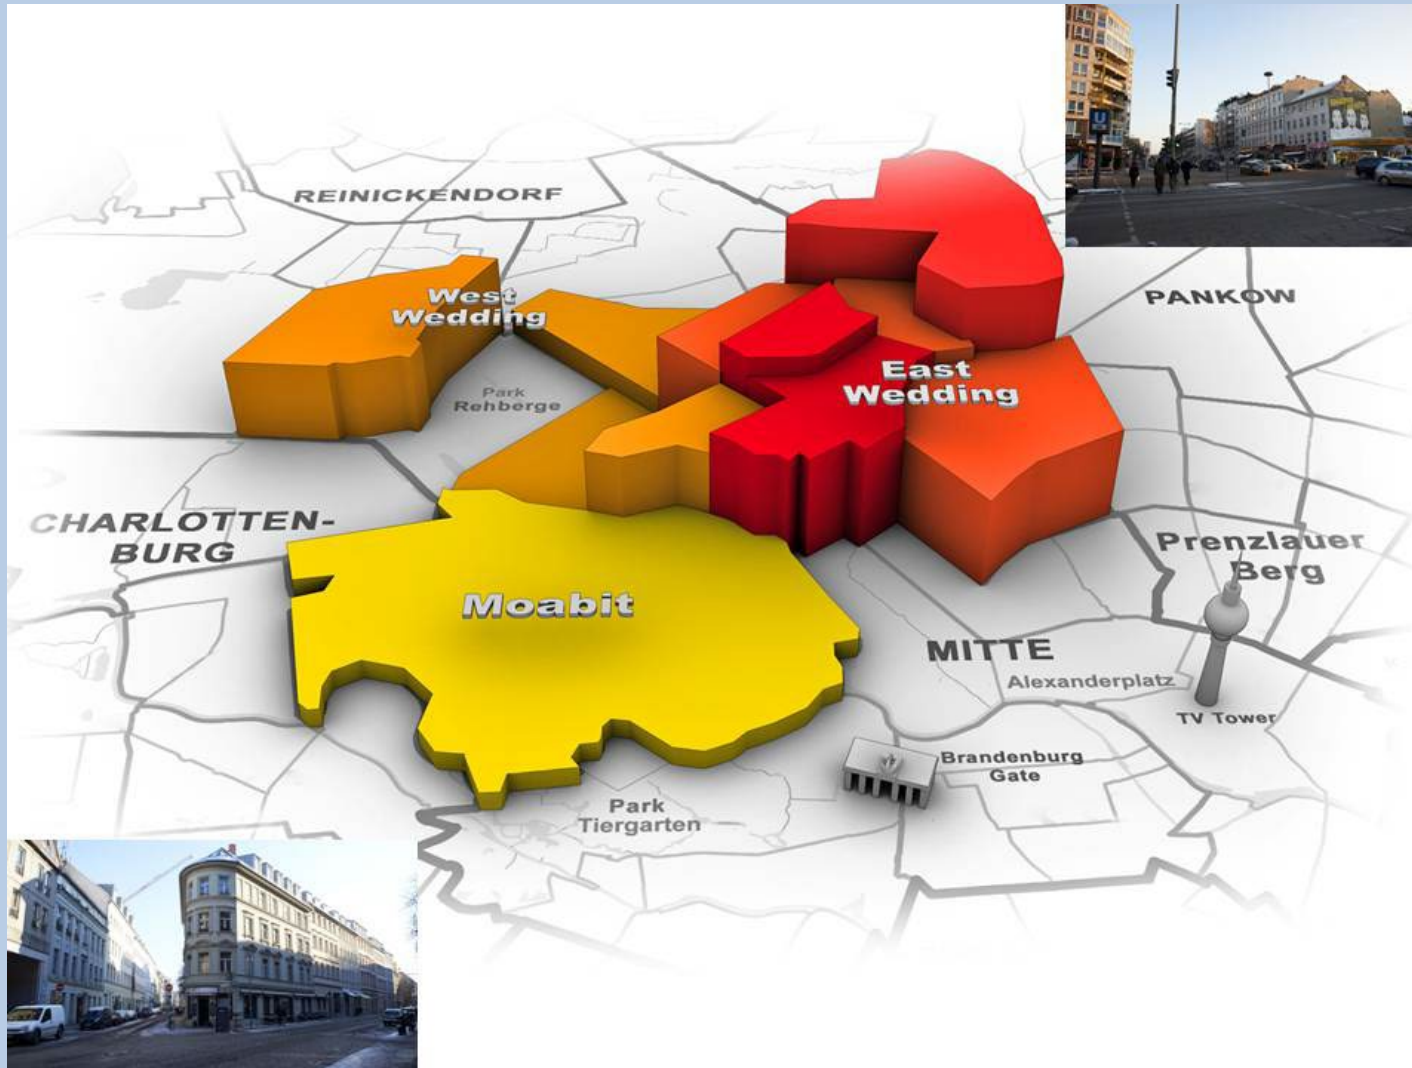 REINICKENDORF
West
Wedding
PANKOW
Park
Rehberge
East
Wedding
CHARLOTTEN-
BURG
Prenzlauer
Berg
Moabit
MITTE
Alexanderplatz
TV Tower
Brandenburg
Gate
Park
Tiergarten
U